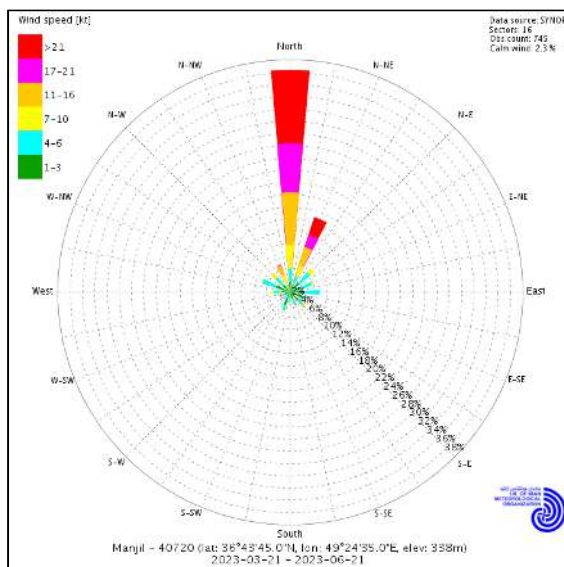 Wind speed [kt]
>21
17-21
11-16
7-10
4-6
1-3
Data source: SYNOP
Sectors: 16
Obs.count: 745
Calm wind: 2.3 %
North
N-NW
N-NE
N-W
N-E
W-NW
E-NE
West
East
W-SW
E-SE
S-W
S-E
S-SW
S-SE
South
4%
6%
8%
10%
12%
14%
16%
18%
20%
22%
24%
26%
28%
30%
32%
34%
36%
38%
METEOROLOGICAL
ORGANIZATION
Manjil - 40720 (lat: 36°43'45.0"N, lon: 49°24'35.0"E, elev: 338m)
2023-03-21 - 2023-06-21